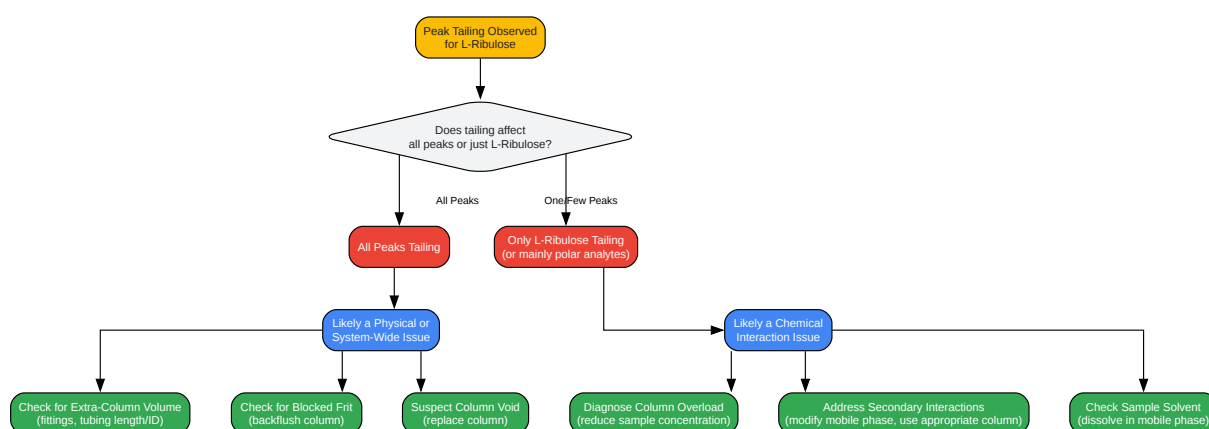 Peak Tailing Observed
for L-Ribulose
Does tailing affect
all peaks or just L-Ribulose?
All Peaks
One/Few Peaks
All Peaks Tailing
Only L-Ribulose Tailing
(or mainly polar analytes)
Likely a Physical or
System-Wide Issue
Likely a Chemical
Interaction Issue
Check for Extra-Column Volume
(fittings, tubing length/ID)
Check for Blocked Frit
(backflush column)
Suspect Column Void
(replace column)
Diagnose Column Overload
(reduce sample concentration)
Address Secondary Interactions
(modify mobile phase, use appropriate column)
Check Sample Solvent
(dissolve in mobile phase)